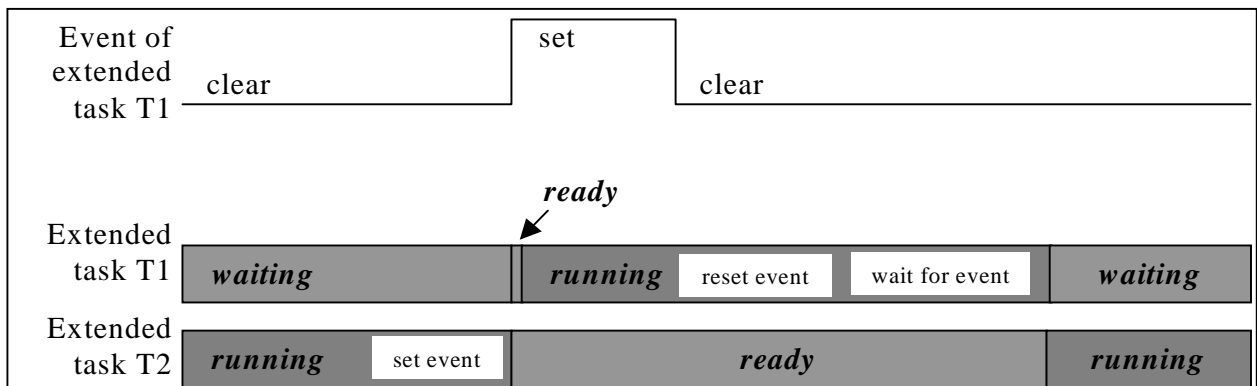 Event of
extended
task T1
clear
set
clear
ready
Extended
task T1
waiting
running
reset event
wait for event
waiting
Extended
task T2
running
set event
ready
running